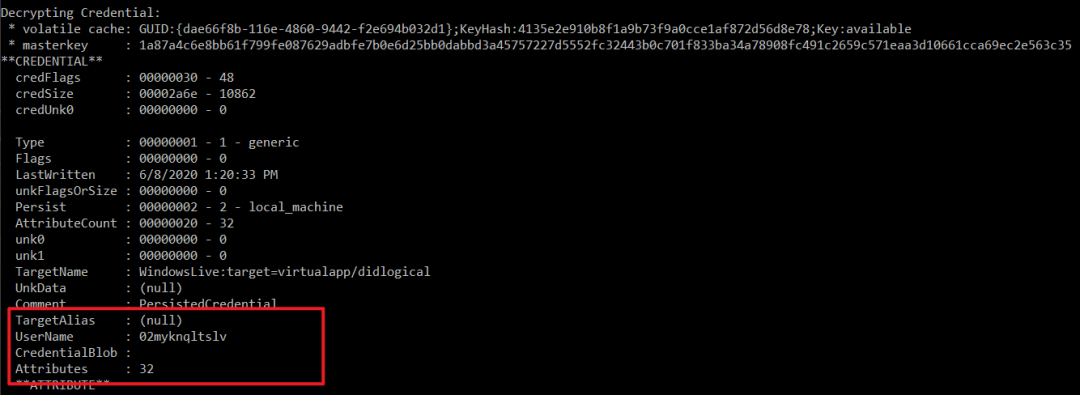 Decrypting Credential:
* volatile cache: GUID:{dae66f8b-116e-4860-9442-f2e694b032d1};KeyHash:4135e2e910b8f1a9b73f9a0cce1af872d56d8e78;Key:available
* masterkey : 1a87a4c6e8bb61f799fe087629adbfe7b0e6d25bb0dabbd3a45757227d5552fc32443b0c701f833ba34a78908fc491c2659c571eaa3d10661cca69ec2e563c35
**CREDENTIAL**
credFlags : 00000030 - 48
credSize : 00002a6e - 10862
credUnk0 : 00000000 - 0
Type : 00000001 - 1 - generic
Flags : 00000000 - 0
LastWritten : 6/8/2020 1:20:33 PM
unkFlagsOrSize : 00000000 - 0
Persist : 00000002 - 2 - local_machine
AttributeCount : 00000020 - 32
unk0 : 00000000 - 0
unk1 : 00000000 - 0
TargetName : WindowsLive:target=virtualapp/didlogical
UnkData : (null)
Comment : PersistedCredential
TargetAlias : (null)
UserName : 02myknqltslv
CredentialBlob :
Attributes : 32
**ATTRIBUTE**